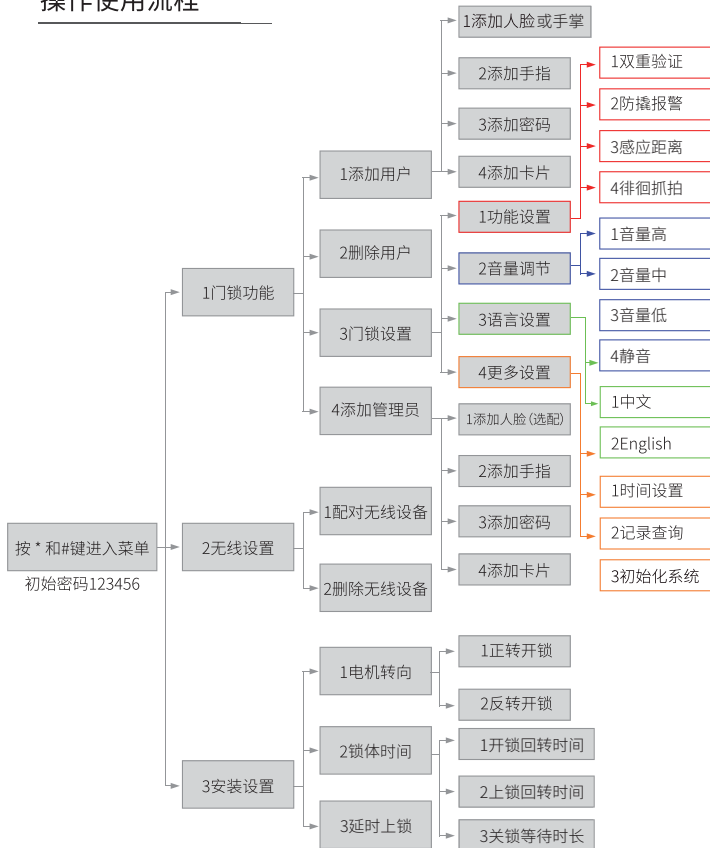 操作使用流程
按 * 和#键进入菜单
初始密码123456
1门锁功能
2无线设置
3安装设置
1添加用户
2删除用户
3门锁设置
4添加管理员
1配对无线设备
2删除无线设备
1电机转向
2锁体时间
3延时上锁
1添加人脸或手掌
2添加手指
3添加密码
4添加卡片
1功能设置
2音量调节
3语言设置
4更多设置
1添加人脸（选配）
2添加手指
3添加密码
4添加卡片
1正转开锁
2反转开锁
1开锁回转时间
2上锁回转时间
3关锁等待时长
1双重验证
2防撬报警
3感应距离
4徘徊抓拍
1音量高
2音量中
3音量低
4静音
1中文
2English
1时间设置
2记录查询
3初始化系统